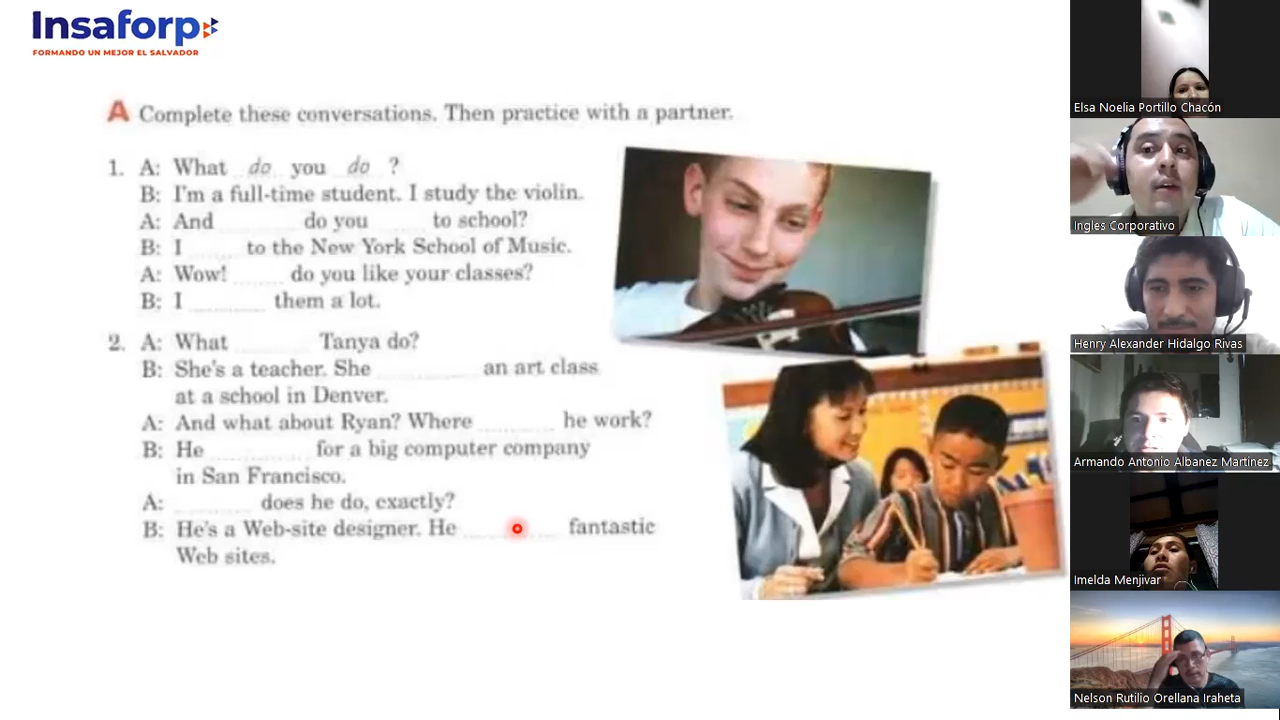 Insaforp
FORMANDO UN MEJOR EL SALVADOR
A Complete these conversations. Then practice with a partner.
1. A: What do you do ?
B: I'm a full-time student. I study the violin.
A: And ........ do you ........ to school?
B: I ........ to the New York School of Music.
A: Wow! ........ do you like your classes?
B: I ........ them a lot.
2. A: What ........ Tanya do?
B: She's a teacher. She ........ an art class
at a school in Denver.
A: And what about Ryan? Where ........ he work?
B: He ........ for a big computer company
in San Francisco.
A: ........ does he do, exactly?
B: He's a Web-site designer. He ........ fantastic
Web sites.
Elsa Noelia Portillo Chacón
Ingles Corporativo
Henry Alexander Hidalgo Rivas
Armando Antonio Albanez Martinez
Imelda Menjivar
Nelson Rutilio Orellana Iraheta